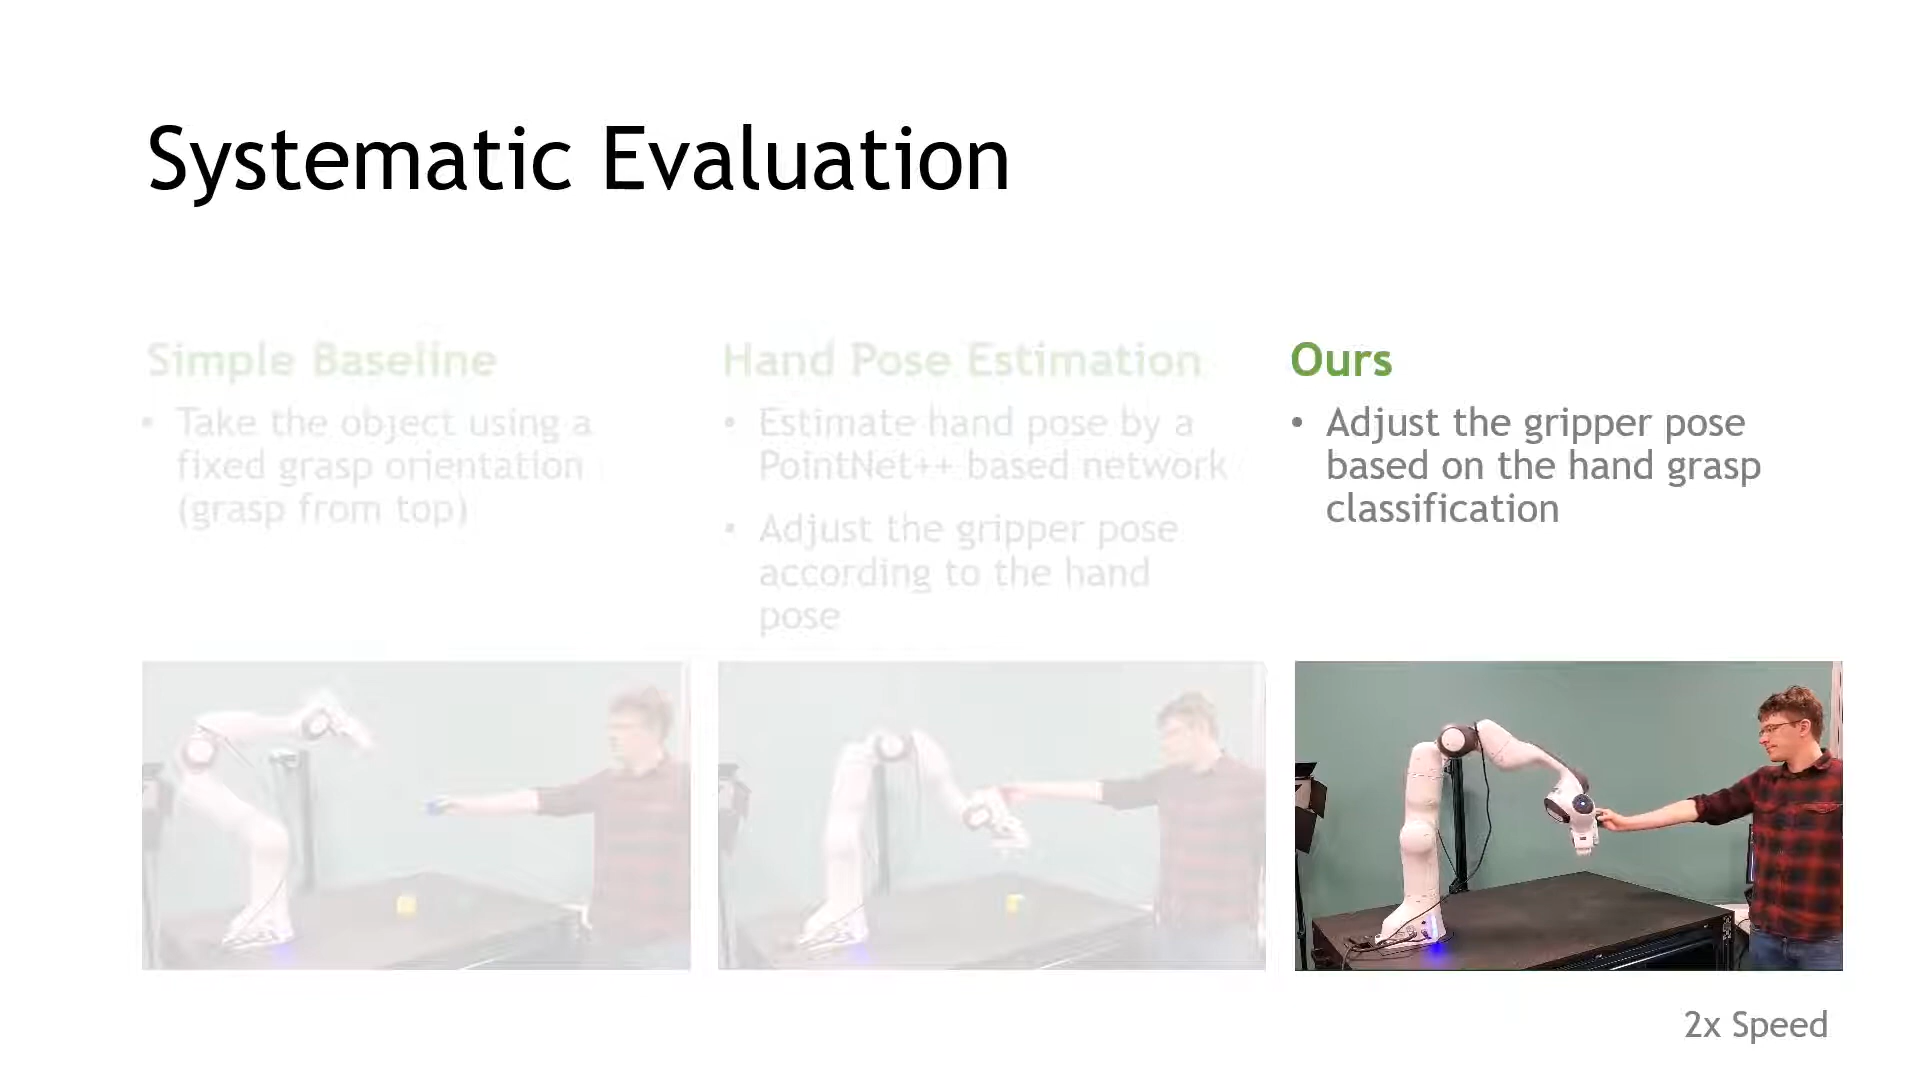 Systematic Evaluation
Simple Baseline
• Take the object using a
fixed grasp orientation
(grasp from top)
Hand Pose Estimation
• Estimate hand pose by a
PointNet++ based network
• Adjust the gripper pose
according to the hand
pose
Ours
• Adjust the gripper pose
based on the hand grasp
classification
2x Speed